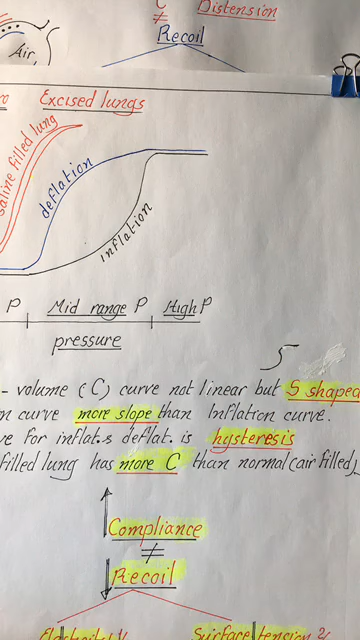 C Distension
≠
Recoil
Air,
Excised lungs
saline filled lung
deflation
inflation
P Mid range P High P
pressure
- volume (C) curve not linear but S shaped
n curve more slope than Inflation curve.
ve for inflat.s deflat. is hysteresis
filled lung has more C than normal (air filled)
Compliance
≠
Recoil
Surface tension